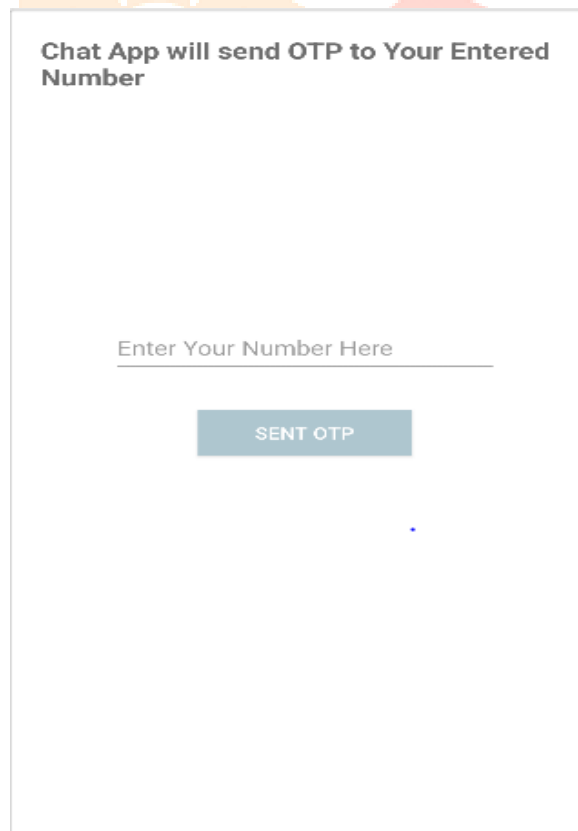 Chat App will send OTP to Your Entered
Number
Enter Your Number Here
SENT OTP